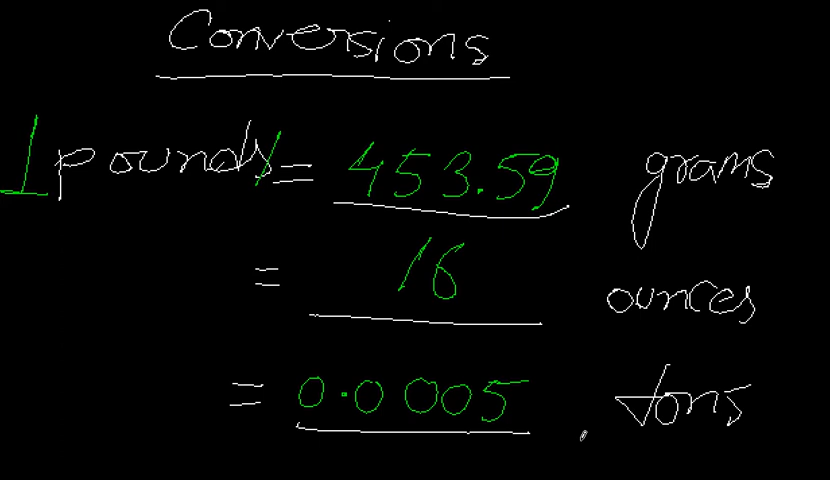 Conversions
1 pounds = 453.59 grams
= 16 ounces
= 0.0005 tons